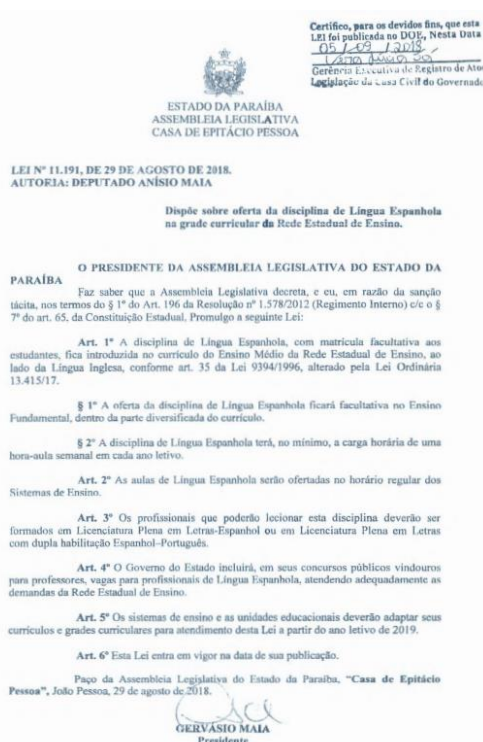 Certifico, para os devidos fins, que esta
LEI foi publicada no DOE, Nesta Data
05 / 09 / 2018
Gerência Executiva de Registro de Atos
Legislação da Casa Civil do Governador
ESTADO DA PARAÍBA
ASSEMBLEIA LEGISLATIVA
CASA DE EPITÁCIO PESSOA
LEI Nº 11.191, DE 29 DE AGOSTO DE 2018.
AUTORIA: DEPUTADO ANÍSIO MAIA
Dispõe sobre oferta da disciplina de Língua Espanhola
na grade curricular da Rede Estadual de Ensino.
O PRESIDENTE DA ASSEMBLEIA LEGISLATIVA DO ESTADO DA
PARAÍBA
Faz saber que a Assembleia Legislativa decreta, e eu, em razão da sanção
tácita, nos termos do § 1º do Art. 196 da Resolução nº 1.578/2012 (Regimento Interno) c/c o §
7º do art. 65, da Constituição Estadual, Promulgo a seguinte Lei:
Art. 1º A disciplina de Língua Espanhola, com matrícula facultativa aos
estudantes, fica introduzida no currículo do Ensino Médio da Rede Estadual de Ensino, ao
lado da Língua Inglesa, conforme art. 35 da Lei 9394/1996, alterado pela Lei Ordinária
13.415/17.
§ 1º A oferta da disciplina de Língua Espanhola ficará facultativa no Ensino
Fundamental, dentro da parte diversificada do currículo.
§ 2º A disciplina de Língua Espanhola terá, no mínimo, a carga horária de uma
hora-aula semanal em cada ano letivo.
Art. 2º As aulas de Língua Espanhola serão ofertadas no horário regular dos
Sistemas de Ensino.
Art. 3º Os profissionais que poderão lecionar esta disciplina deverão ser
formados em Licenciatura Plena em Letras-Espanhol ou em Licenciatura Plena em Letras
com dupla habilitação Espanhol–Português.
Art. 4º O Governo do Estado incluirá, em seus concursos públicos vindouros
para professores, vagas para profissionais de Língua Espanhola, atendendo adequadamente as
demandas da Rede Estadual de Ensino.
Art. 5º Os sistemas de ensino e as unidades educacionais deverão adaptar seus
currículos e grades curriculares para atendimento desta Lei a partir do ano letivo de 2019.
Art. 6º Esta Lei entra em vigor na data de sua publicação.
Paço da Assembleia Legislativa do Estado da Paraíba, "Casa de Epitácio
Pessoa", João Pessoa, 29 de agosto de 2018.
GERVÁSIO MAIA
Presidente